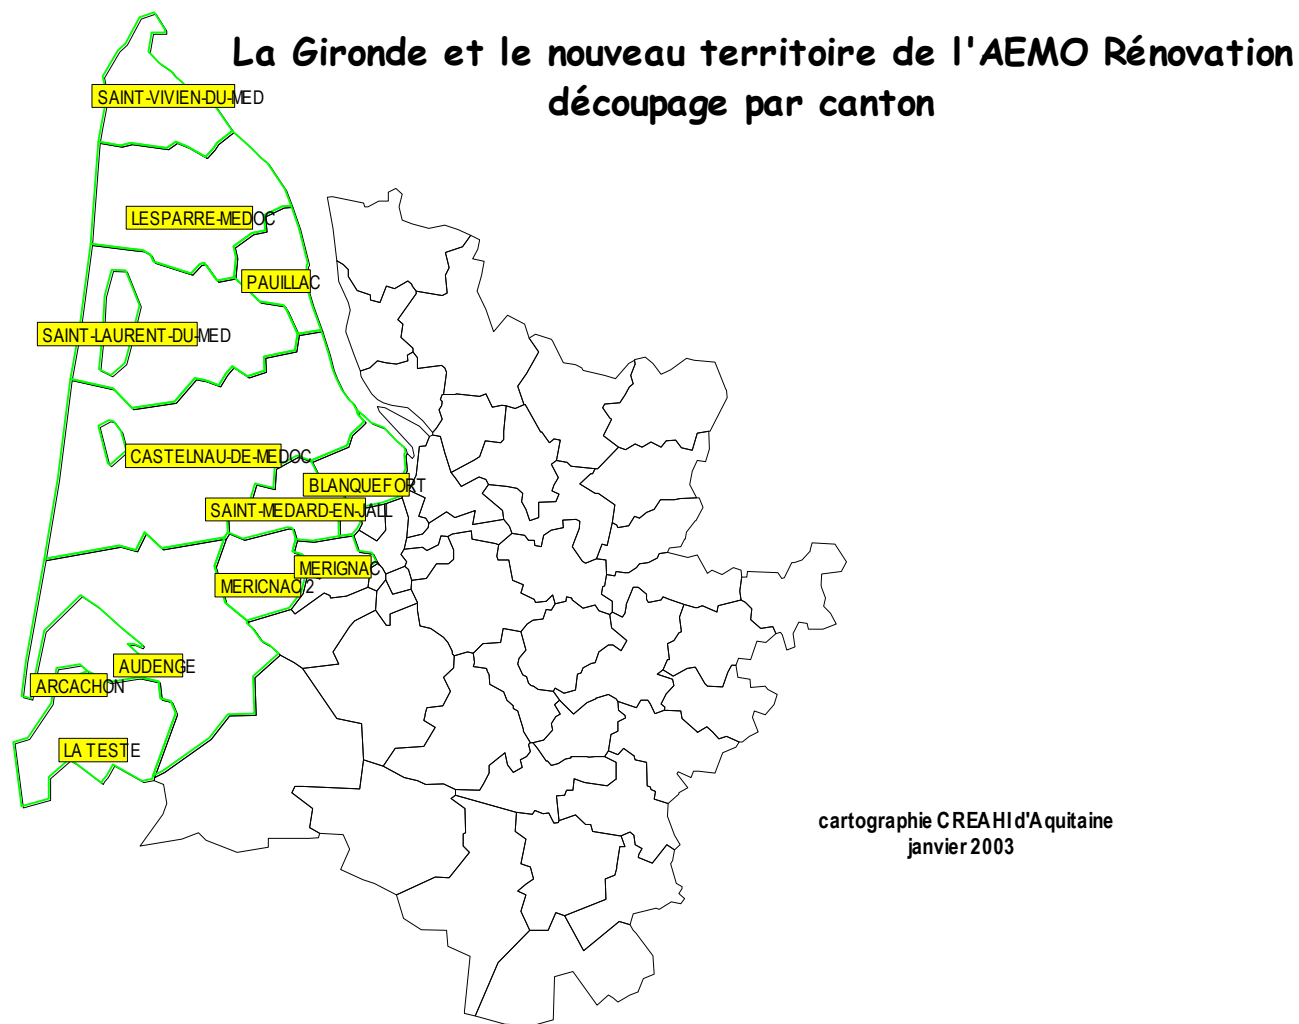 La Gironde et le nouveau territoire de l'AEMO Rénovation
découpage par canton
SAINT-VIVIEN-DU-MED
LESPARRE-MEDOC
PAUILLAC
SAINT-LAURENT-DU-MED
CASTELNAU-DE-MEDOC
BLANQUEFORT
SAINT-MEDARD-EN-JALL
MERIGNAC
MERICNAC 2
AUDENGE
ARCACHON
LA TESTE
cartographie CREAHI d'Aquitaine
janvier 2003